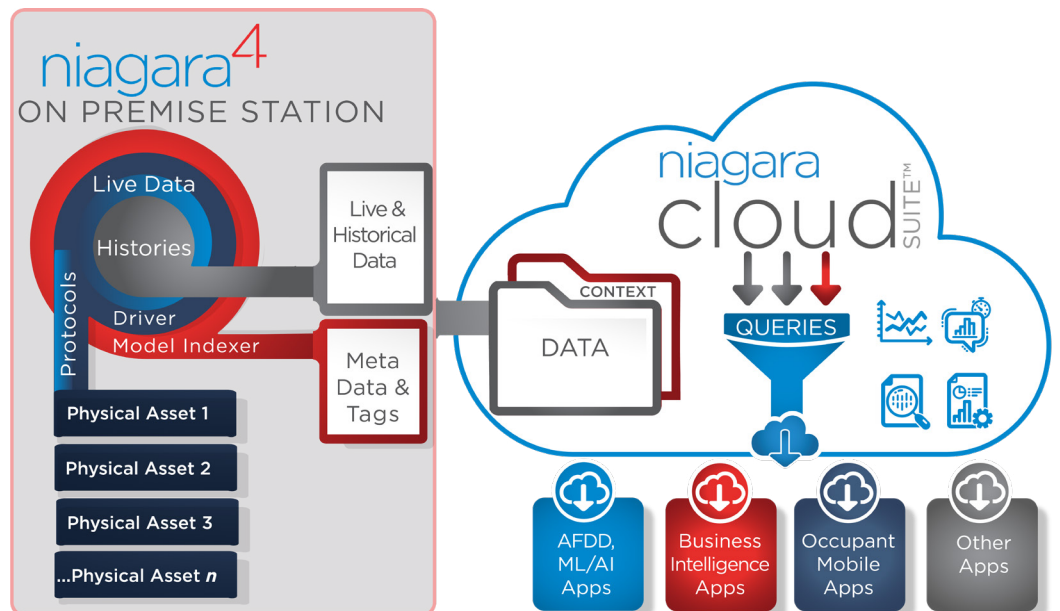 niagara4
ON PREMISE STATION
Live Data
Histories
Protocols
Driver
Model Indexer
Live &
Historical
Data
Meta
Data &
Tags
Physical Asset 1
Physical Asset 2
Physical Asset 3
...Physical Asset n
niagara
cloud
SUITE™
CONTEXT
DATA
QUERIES
AFDD,
ML/AI
Apps
Business
Intelligence
Apps
Occupant
Mobile
Apps
Other
Apps